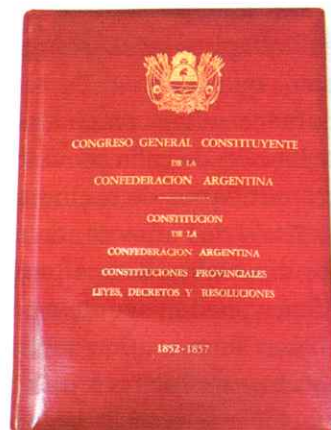 CONGRESO GENERAL CONSTITUYENTE
DE LA
CONFEDERACION ARGENTINA
CONSTITUCION
DE LA
CONFEDERACION ARGENTINA
CONSTITUCIONES PROVINCIALES
LEYES, DECRETOS Y RESOLUCIONES
1852-1857